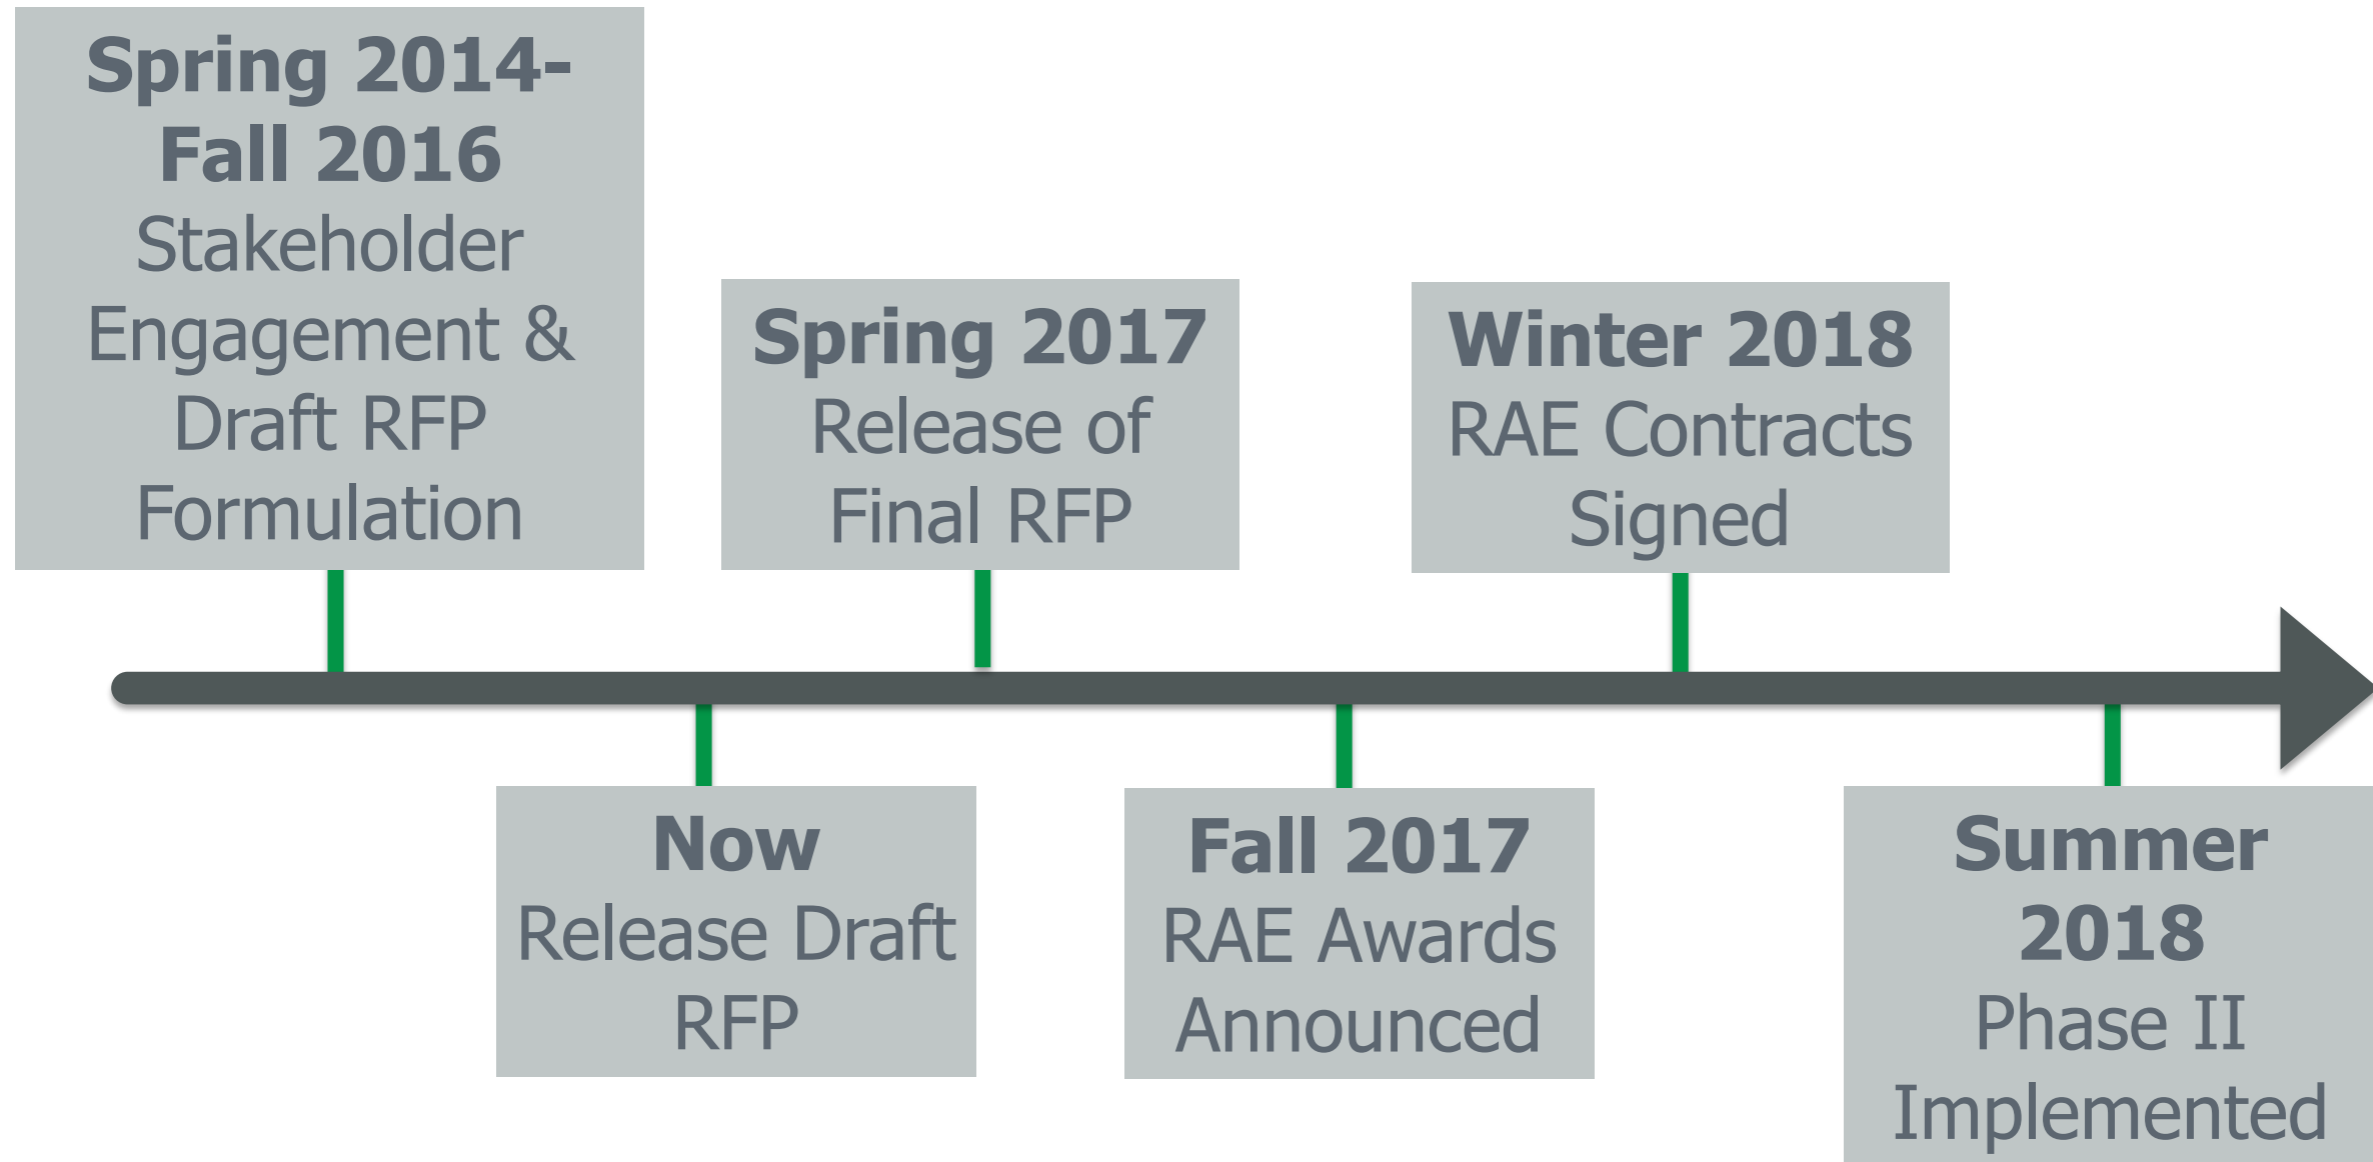 Spring 2014-
Fall 2016
Stakeholder
Engagement &
Draft RFP
Formulation
Now
Release Draft
RFP
Spring 2017
Release of
Final RFP
Fall 2017
RAE Awards
Announced
Winter 2018
RAE Contracts
Signed
Summer
2018
Phase II
Implemented